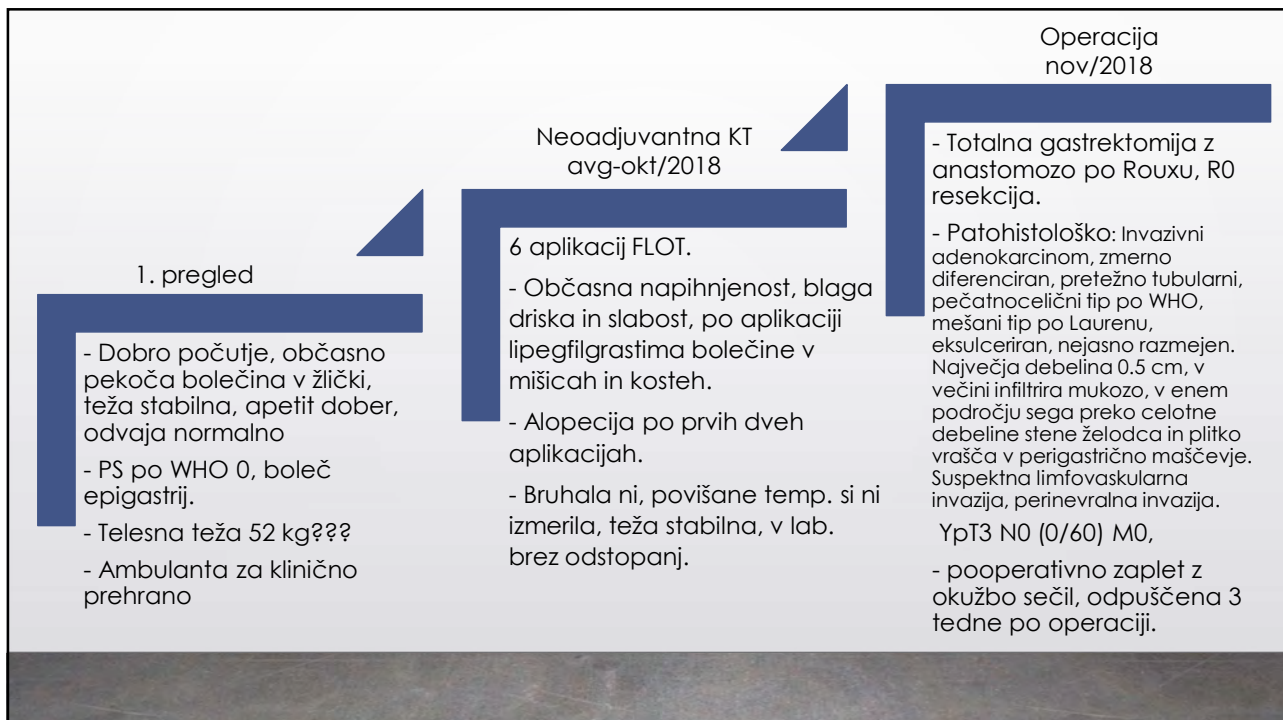 1. pregled
- Dobro počutje, občasno
pekoča bolečina v žlički,
teža stabilna, apetit dober,
odvaja normalno
- PS po WHO 0, boleč
epigastrij.
- Telesna teža 52 kg???
- Ambulanta za klinično
prehrano
Neoadjuvantna KT
avg-okt/2018
6 aplikacij FLOT.
- Občasna napihnjenost, blaga
driska in slabost, po aplikaciji
lipegfilgrastima bolečine v
mišicah in kosteh.
- Alopecija po prvih dveh
aplikacijah.
- Bruhala ni, povišane temp. si ni
izmerila, teža stabilna, v lab.
brez odstopanj.
Operacija
nov/2018
- Totalna gastrektomija z
anastomozo po Rouxu, R0
resekcija.
- Patohistološko: Invazivni
adenokarcinom, zmerno
diferenciran, pretežno tubularni,
pečatnocelični tip po WHO,
mešani tip po Laurenu,
eksulceriran, nejasno razmejen.
Največja debelina 0.5 cm, v
večini infiltrira mukozo, v enem
področju sega preko celotne
debeline stene želodca in plitko
vrašča v perigastrično maščevje.
Suspektna limfovaskularna
invazija, perinevralna invazija.
YpT3 N0 (0/60) M0,
- pooperativno zaplet z
okužbo sečil, odpuščena 3
tedne po operaciji.